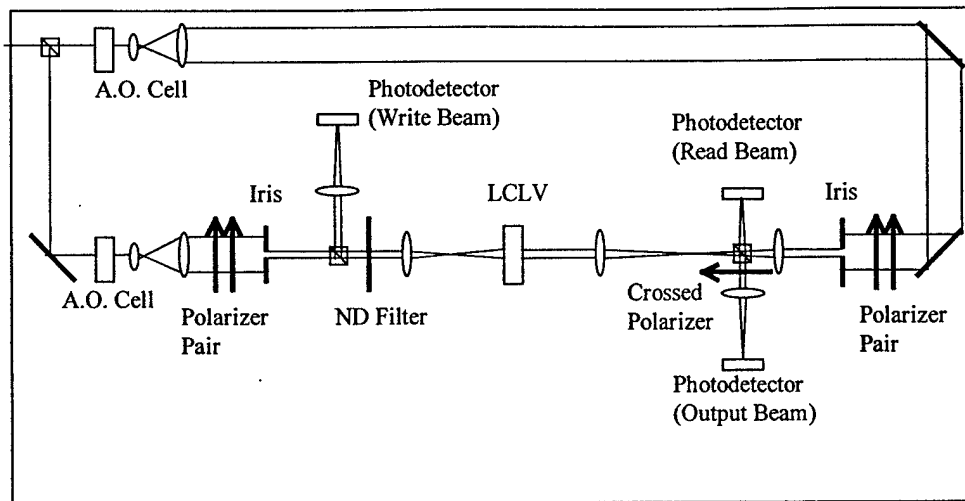 A.O. Cell
Photodetector
(Write Beam)
Photodetector
(Read Beam)
Iris
LCLV
Iris
A.O. Cell
Polarizer
Pair
ND Filter
Crossed
Polarizer
Polarizer
Pair
Photodetector
(Output Beam)